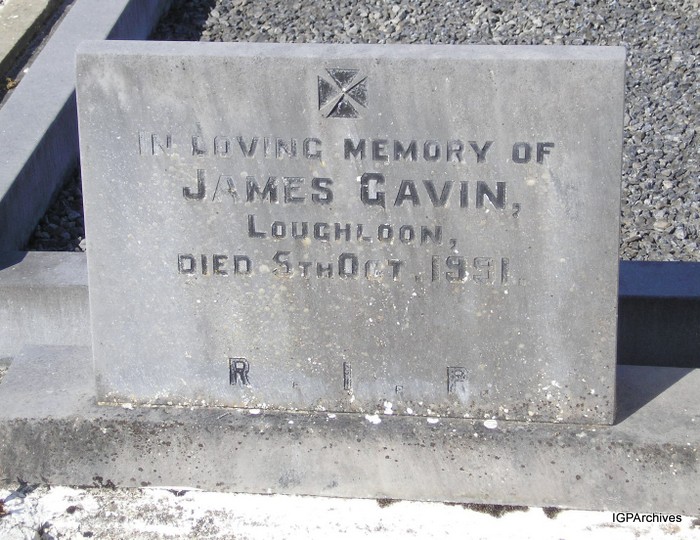 IN LOVING MEMORY OF
JAMES GAVIN,
LOUGHLOON,
DIED 5TH OCT. 1991.
R. I. R
IGPArchives